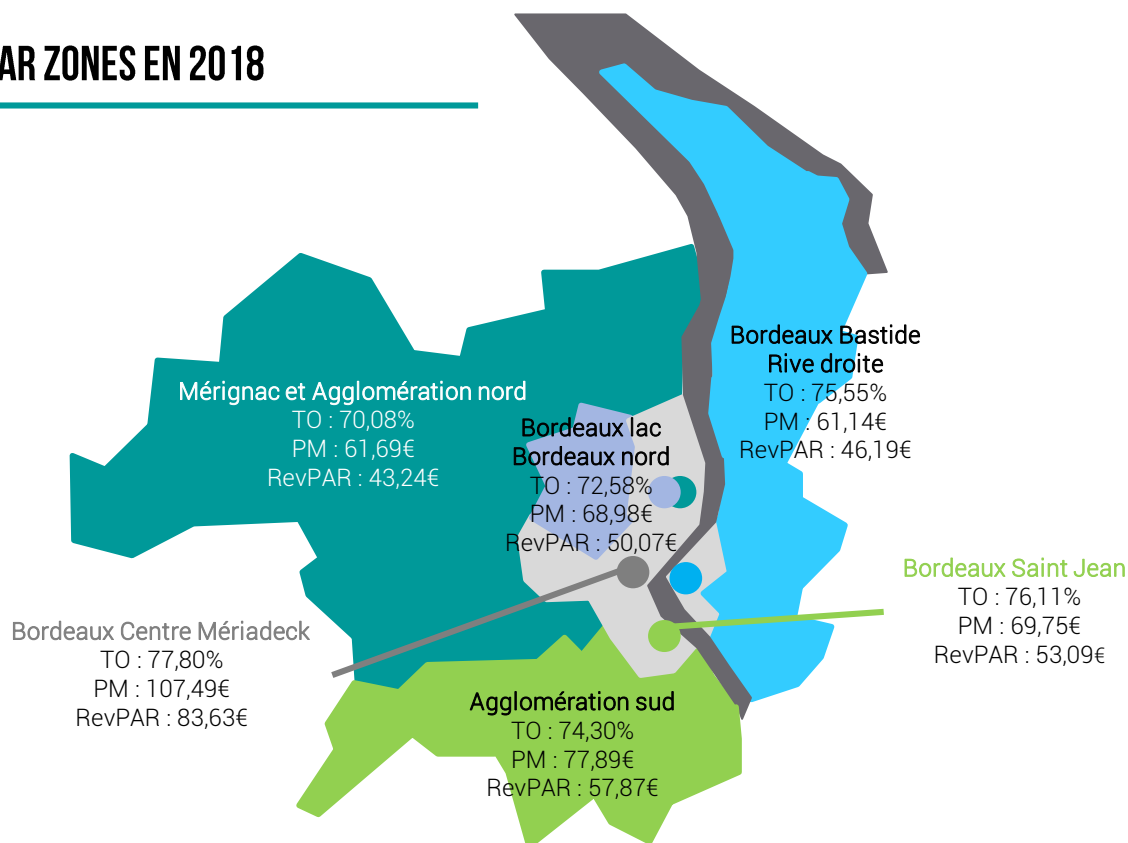 AR ZONES EN 2018
Bordeaux Bastide
Rive droite
TO : 75,55%
PM : 61,14€
RevPAR : 46,19€
Mérignac et Agglomération nord
TO : 70,08%
PM : 61,69€
RevPAR : 43,24€
Bordeaux lac
Bordeaux nord
TO : 72,58%
PM : 68,98€
RevPAR : 50,07€
Bordeaux Saint Jean
TO : 76,11%
PM : 69,75€
RevPAR : 53,09€
Bordeaux Centre Mériadeck
TO : 77,80%
PM : 107,49€
RevPAR : 83,63€
Agglomération sud
TO : 74,30%
PM : 77,89€
RevPAR : 57,87€